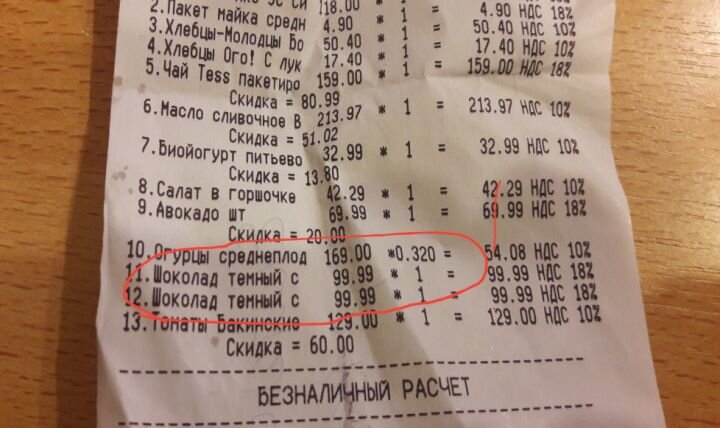 118.00 * 1
2.Пакет майка средн 4.90 * 1 = 4.90 НДС 18%
3.Хлебцы-Молодцы Бо 50.40 * 1 = 50.40 НДС 10%
4.Хлебцы Ого! С лук 17.40 * 1 = 17.40 НДС 10%
5.Чай Tess пакетиро 159.00 * 1 = 159.00 НДС 18%
Скидка = 80.99
6.Масло сливочное В 213.97 * 1 = 213.97 НДС 10%
Скидка = 51.02
7.Биойогурт питьево 32.99 * 1 = 32.99 НДС 10%
Скидка = 13.80
8.Салат в горшочке 42.29 * 1 = 42.29 НДС 10%
9.Авокадо шт 69.99 * 1 = 69.99 НДС 18%
Скидка = 20.00
10.Огурцы среднеплод 169.00 *0.320 = 54.08 НДС 10%
11.Шоколад темный с 99.99 * 1 = 99.99 НДС 18%
12.Шоколад темный с 99.99 * 1 = 99.99 НДС 18%
13.Томаты Бакинские 129.00 * 1 = 129.00 НДС 10%
Скидка = 60.00
БЕЗНАЛИЧНЫЙ РАСЧЕТ